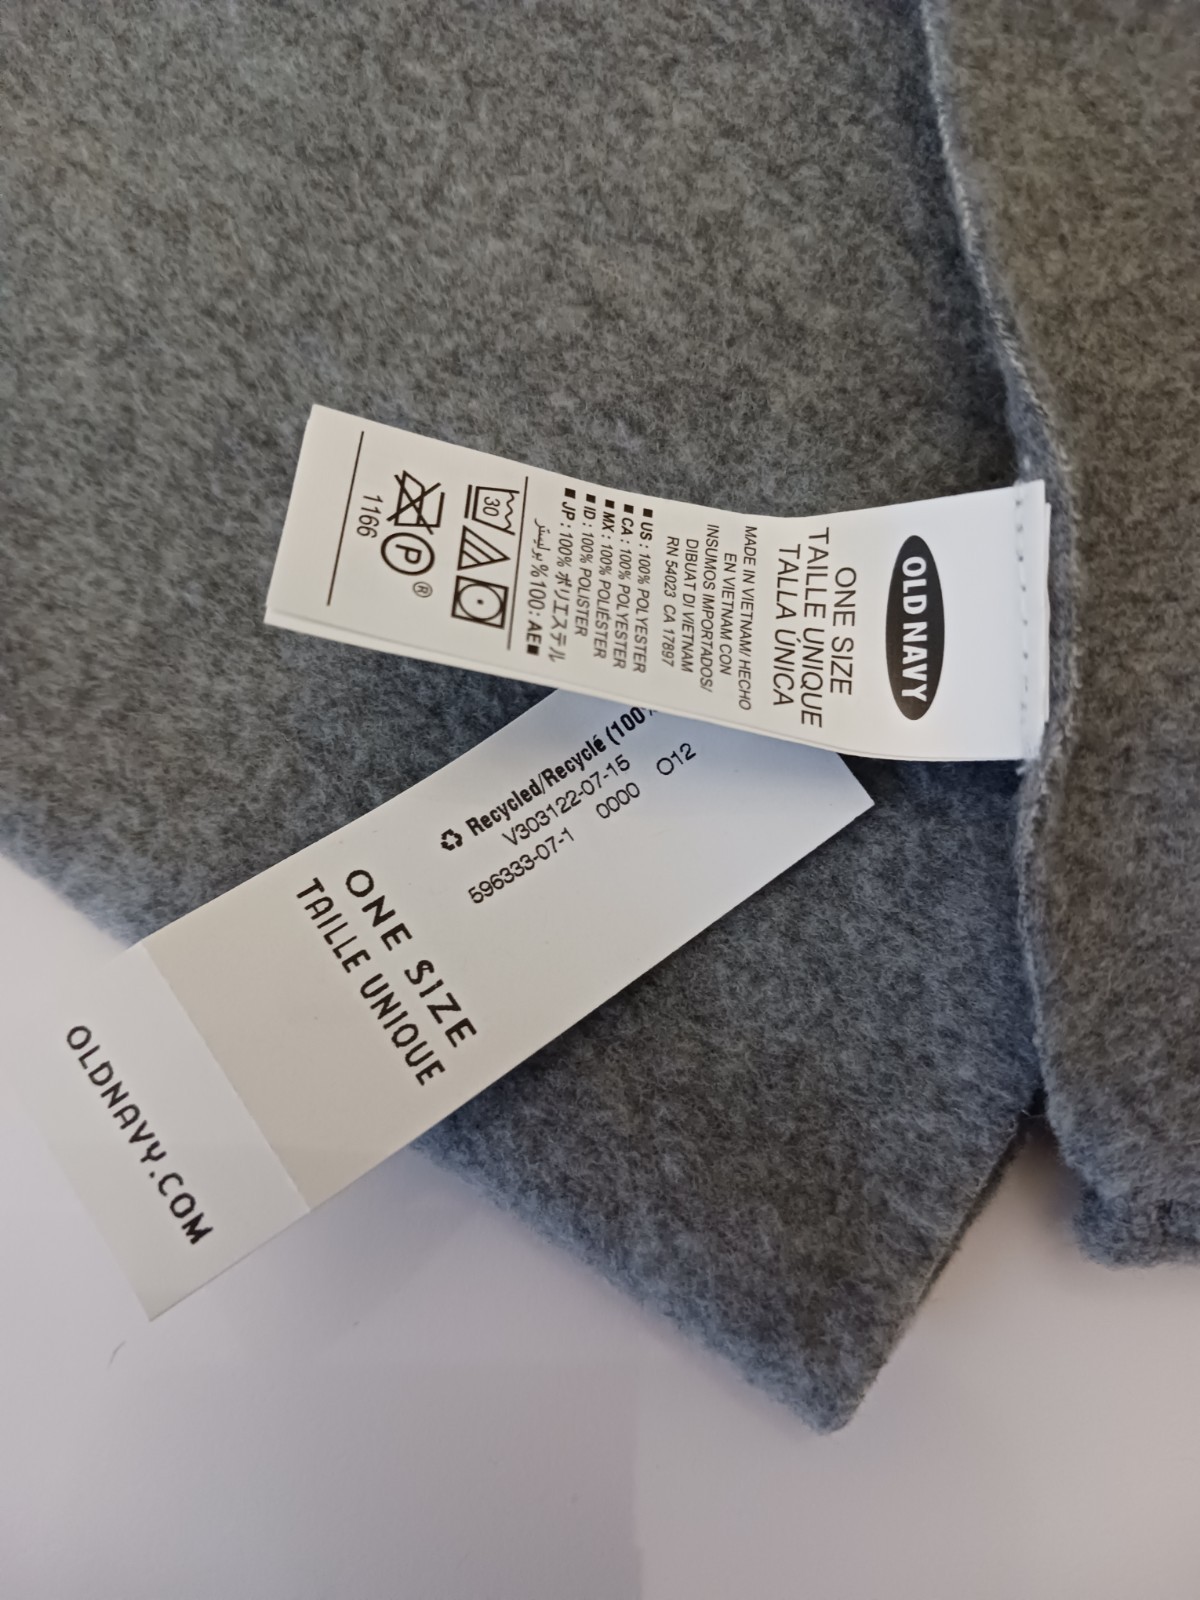 OLD NAVY
ONE SIZE
TAILLE UNIQUE
TALLA ÚNICA
MADE IN VIETNAM/ HECHO
EN VIETNAM CON
INSUMOS IMPORTADOS/
DIBUAT DI VIETNAM
RN 54023 CA 17897
■ US : 100% POLYESTER
■ CA : 100% POLYESTER
■ MX : 100% POLIÉSTER
■ ID : 100% POLISTER
■ JP : 100% ポリエステル
■AE :100% بوليستر
30
P ®
1166
Recycled/Recyclé (100%
V303122-07-15
596333-07-1 0000 O12
ONE SIZE
TAILLE UNIQUE
OLDNAVY.COM